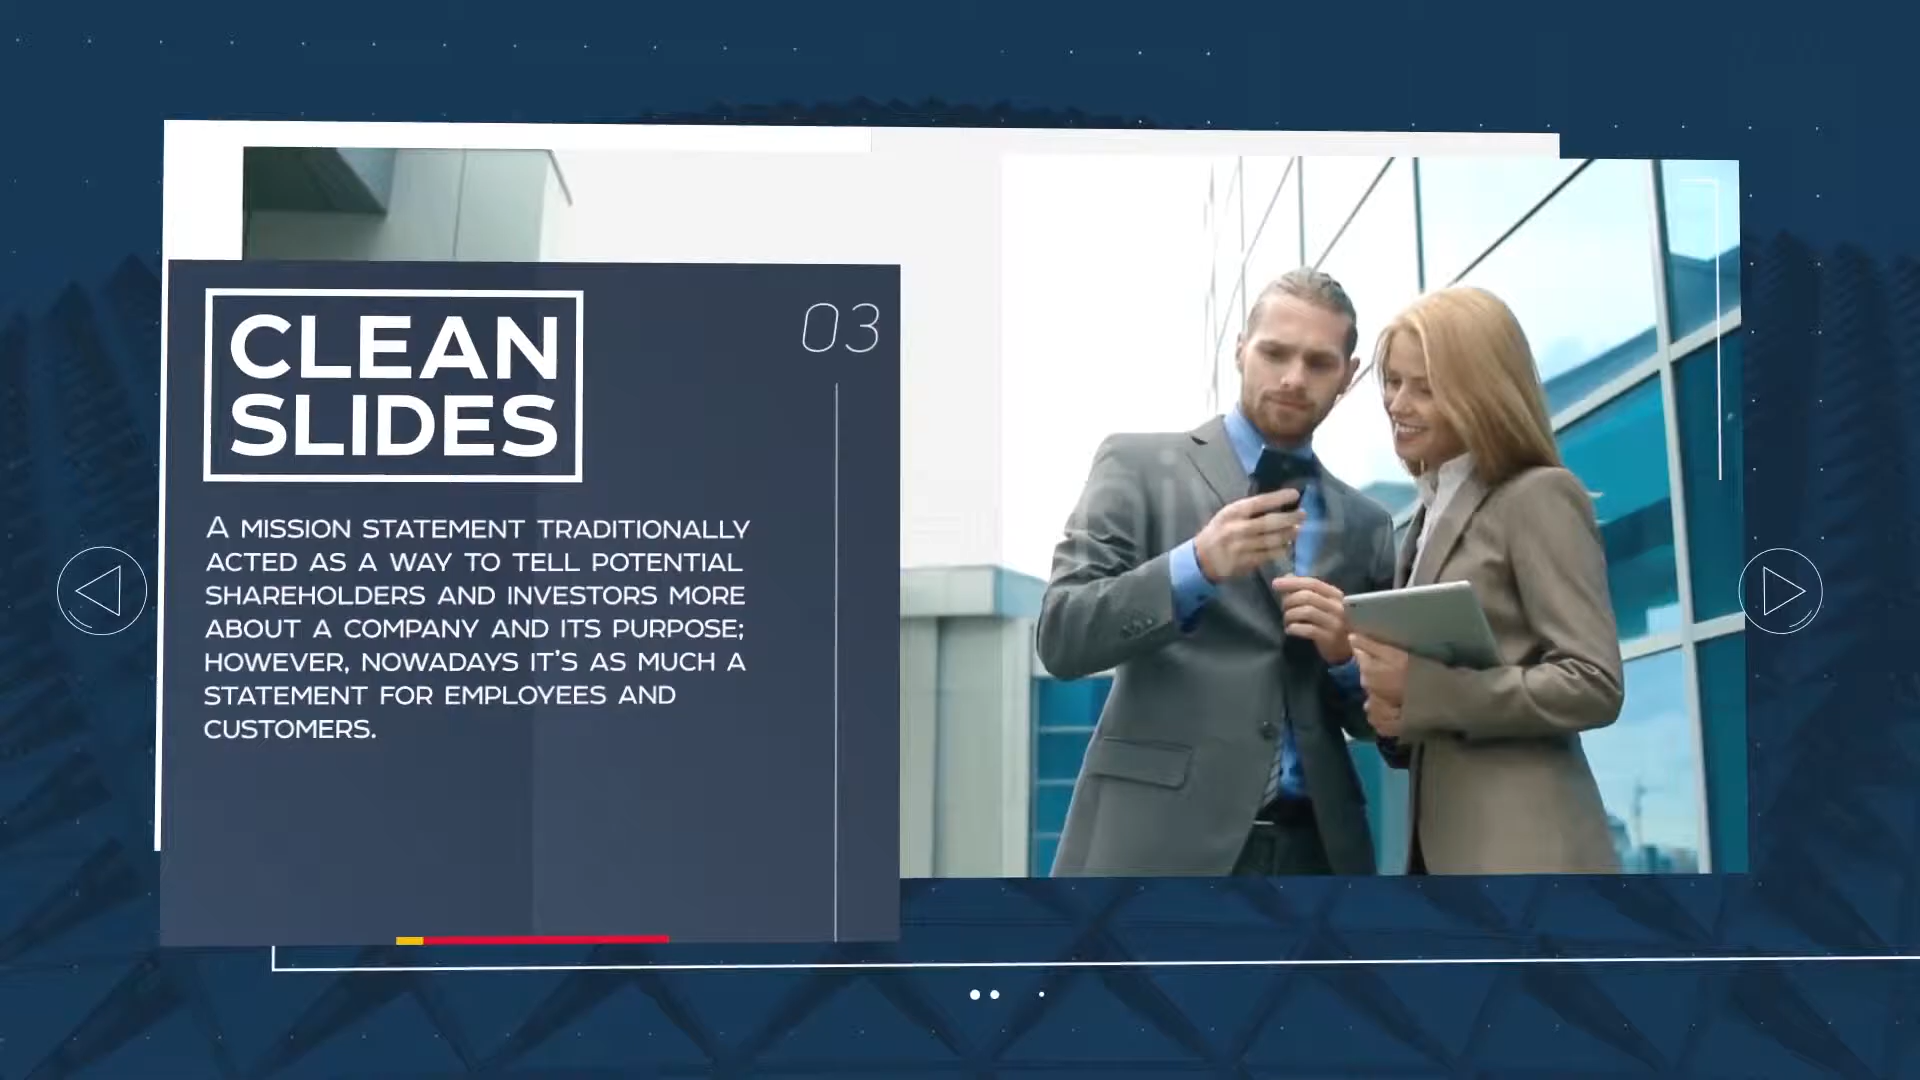 CLEAN
SLIDES
03
A MISSION STATEMENT TRADITIONALLY
ACTED AS A WAY TO TELL POTENTIAL
SHAREHOLDERS AND INVESTORS MORE
ABOUT A COMPANY AND ITS PURPOSE;
HOWEVER, NOWADAYS IT'S AS MUCH A
STATEMENT FOR EMPLOYEES AND
CUSTOMERS.